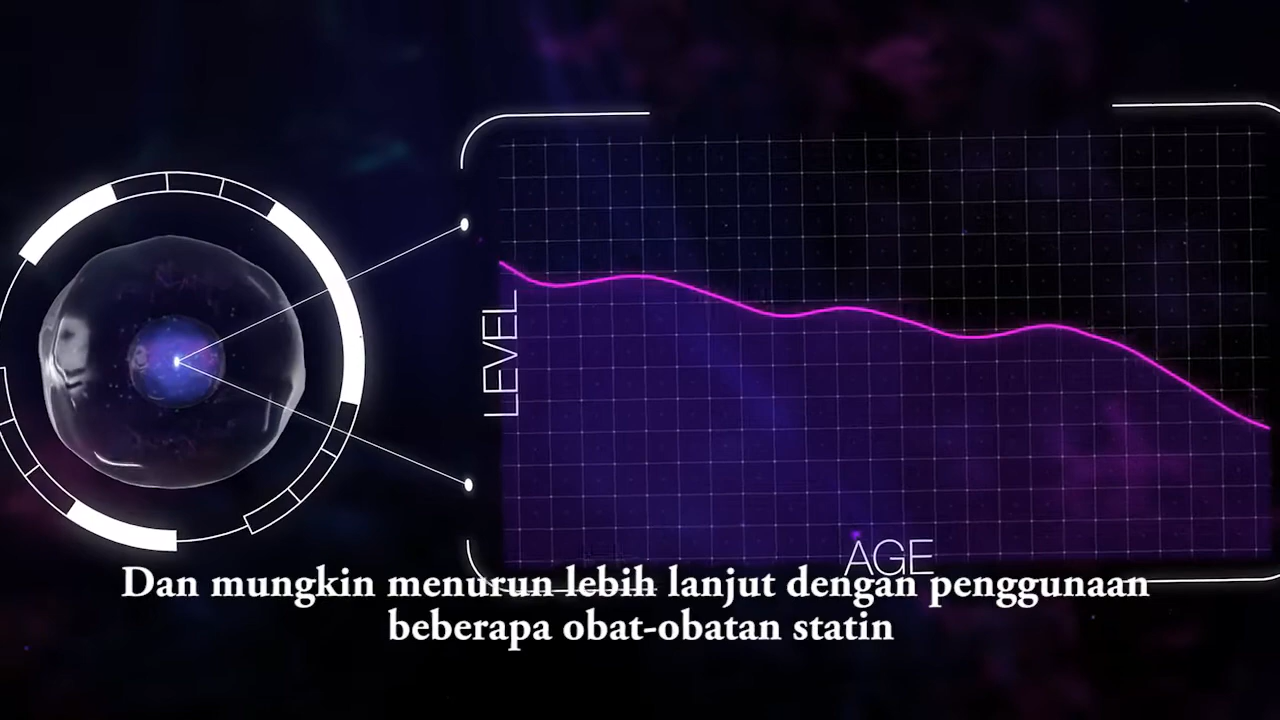 LEVEL
AGE
Dan mungkin menurun lebih lanjut dengan penggunaan
beberapa obat-obatan statin